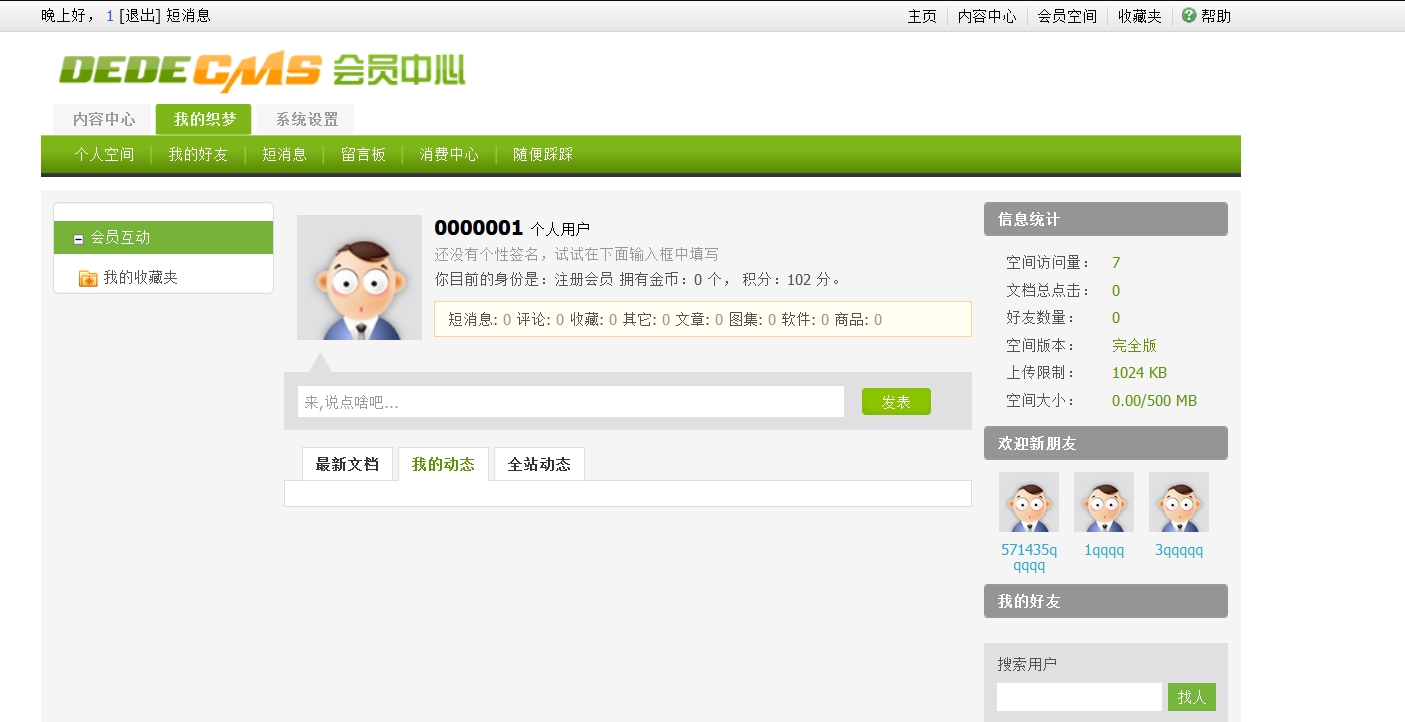 晚上好， 1 [退出] 短消息
主页 内容中心 会员空间 收藏夹 帮助
DEDECMS 会员中心
内容中心 我的织梦 系统设置
个人空间 我的好友 短消息 留言板 消费中心 随便踩踩
会员互动
我的收藏夹
0000001 个人用户
还没有个性签名，试试在下面输入框中填写
你目前的身份是：注册会员 拥有金币：0 个， 积分：102 分。
短消息: 0 评论: 0 收藏: 0 其它: 0 文章: 0 图集: 0 软件: 0 商品: 0
来,说点啥吧...
发表
最新文档 我的动态 全站动态
信息统计
空间访问量： 7
文档总点击： 0
好友数量： 0
空间版本： 完全版
上传限制： 1024 KB
空间大小： 0.00/500 MB
欢迎新朋友
571435q 1qqqq 3qqqqq
qqqq
我的好友
搜索用户
找人